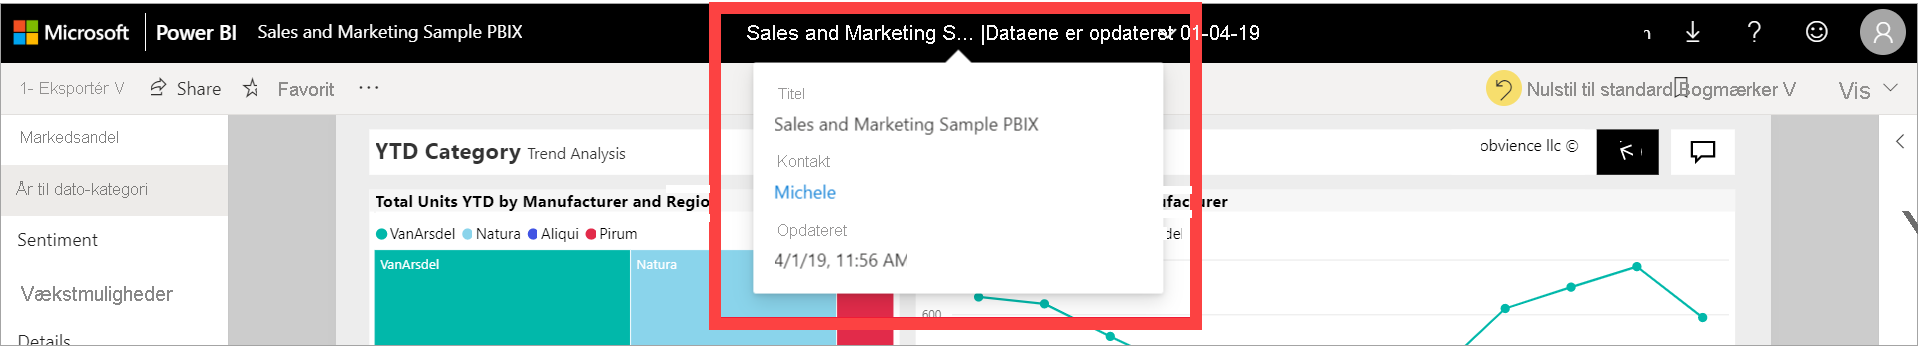 Microsoft Power BI Sales and Marketing Sample PBIX Sales and Marketing S... |Dataene er opdateret 01-04-19 ?
1- Eksportér V Share Favorit ... Nulstil til standard Bogmærker V Vis
Titel
Sales and Marketing Sample PBIX
Kontakt
Michele
Opdateret
4/1/19, 11:56 AM
Markedsandel
År til dato-kategori
Sentiment
Vækstmuligheder
Details
YTD Category Trend Analysis
obvience llc ©
Total Units YTD by Manufacturer and Regio
VanArsdel Natura Aliqui Pirum
VanArsdel Natura
ufacturer
del
600